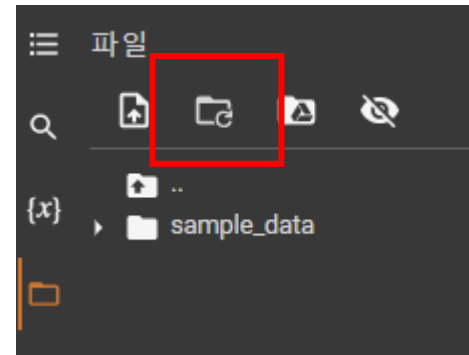 파일
..
{x}
sample_data